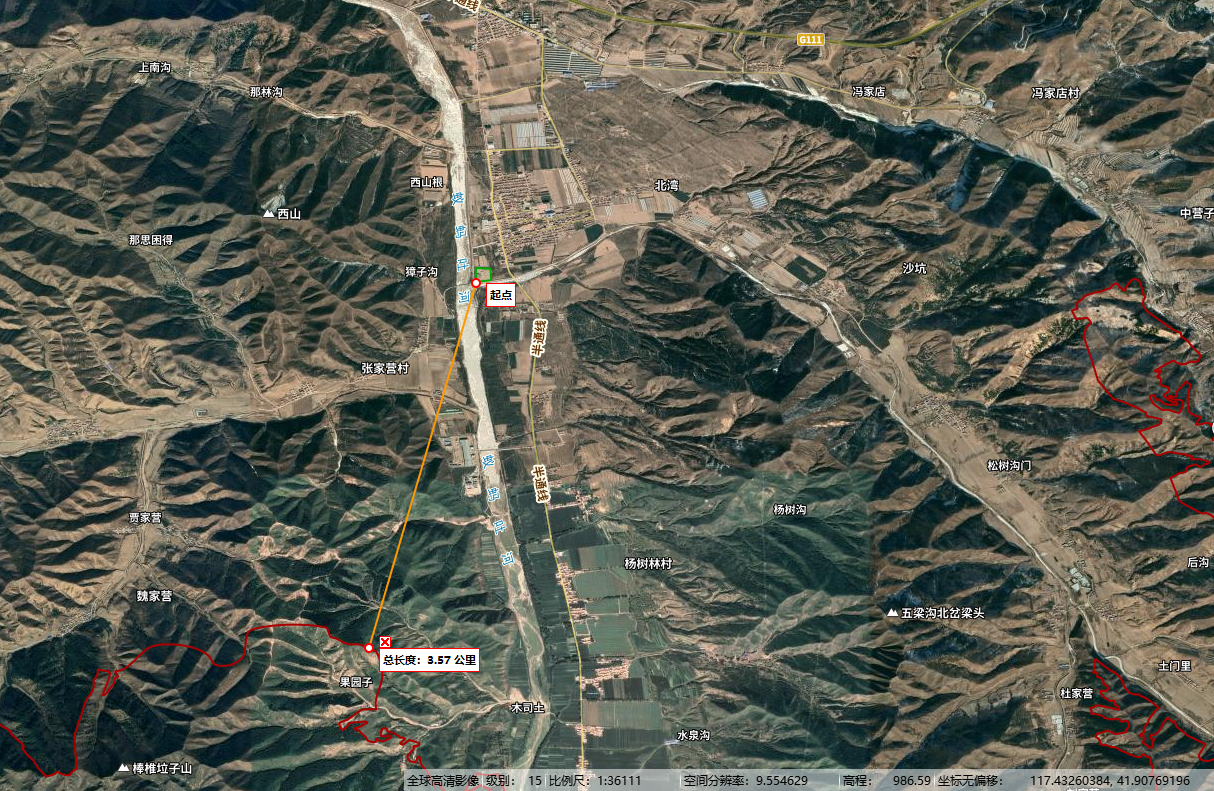 G111
上南沟
那林沟
冯家店
冯家店村
西山根
北湾
西山
中营子
那思困得
獐子沟
沙坑
起点
半通线
张家营村
松树沟门
半通线
杨树沟
贾家营
杨树林村
后沟
魏家营
五梁沟北岔梁头
总长度：3.57 公里
土门里
果园子
杜家营
木司土
水泉沟
棒椎垃子山
全球高清影像 级别： 15 比例尺：1:36111 空间分辨率：9.554629 高程： 986.59 坐标无偏移： 117.43260384, 41.90769196